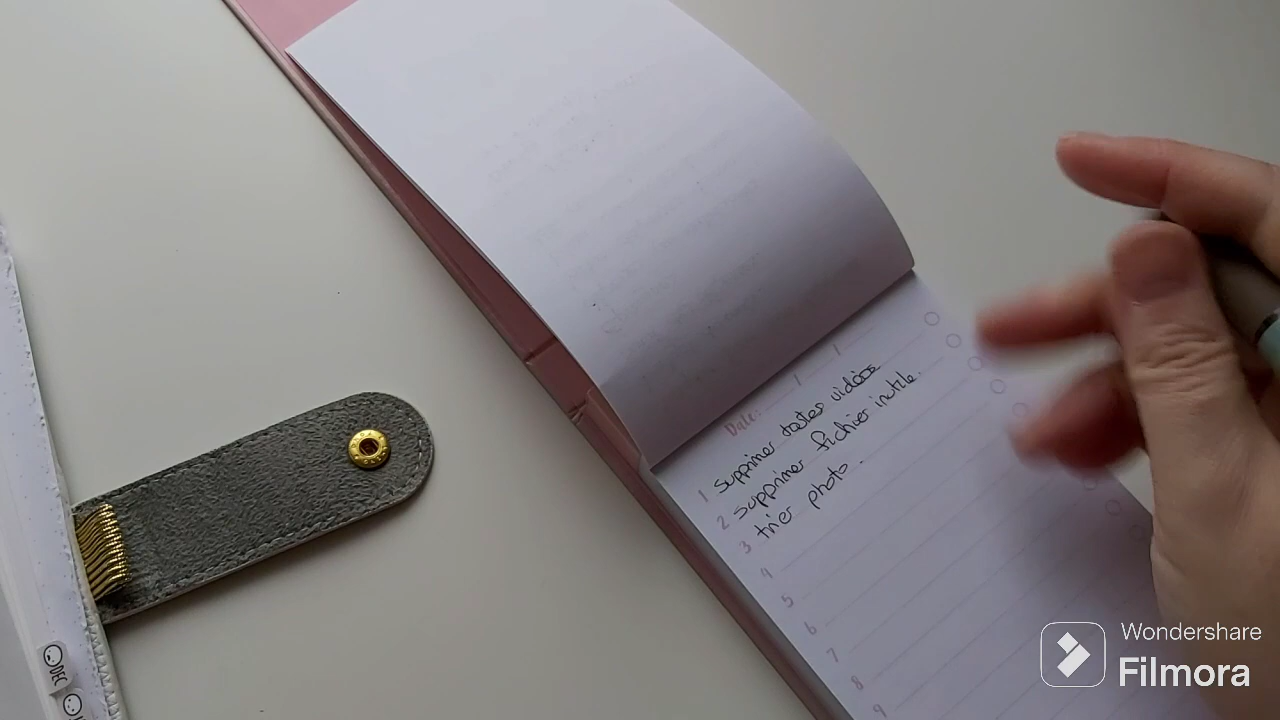 Date:
1 supprimer toutes vidéos
2 supprimer fichier inutile.
3 trier photo.
4
5
6
7
8
9
DEC
Wondershare
Filmora